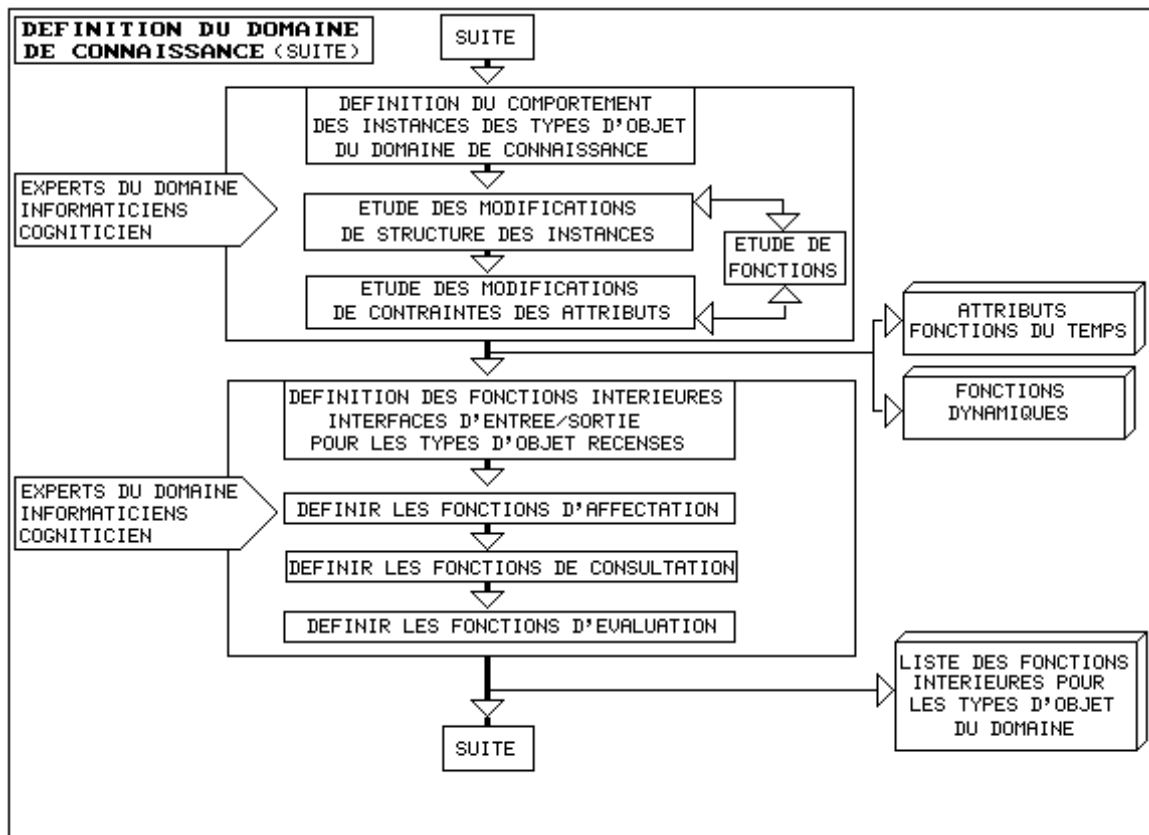 DEFINITION DU DOMAINE
DE CONNAISSANCE (SUITE)
SUITE
DEFINITION DU COMPORTEMENT
DES INSTANCES DES TYPES D'OBJET
DU DOMAINE DE CONNAISSANCE
EXPERTS DU DOMAINE
INFORMATICIENS
COGNITICIEN
ETUDE DES MODIFICATIONS
DE STRUCTURE DES INSTANCES
ETUDE DE
FONCTIONS
ETUDE DES MODIFICATIONS
DE CONTRAINTES DES ATTRIBUTS
ATTRIBUTS
FONCTIONS DU TEMPS
FONCTIONS
DYNAMIQUES
DEFINITION DES FONCTIONS INTERIEURES
INTERFACES D'ENTREE/SORTIE
POUR LES TYPES D'OBJET RECENSES
EXPERTS DU DOMAINE
INFORMATICIENS
COGNITICIEN
DEFINIR LES FONCTIONS D'AFFECTATION
DEFINIR LES FONCTIONS DE CONSULTATION
DEFINIR LES FONCTIONS D'EVALUATION
LISTE DES FONCTIONS
INTERIEURES POUR
LES TYPES D'OBJET
DU DOMAINE
SUITE